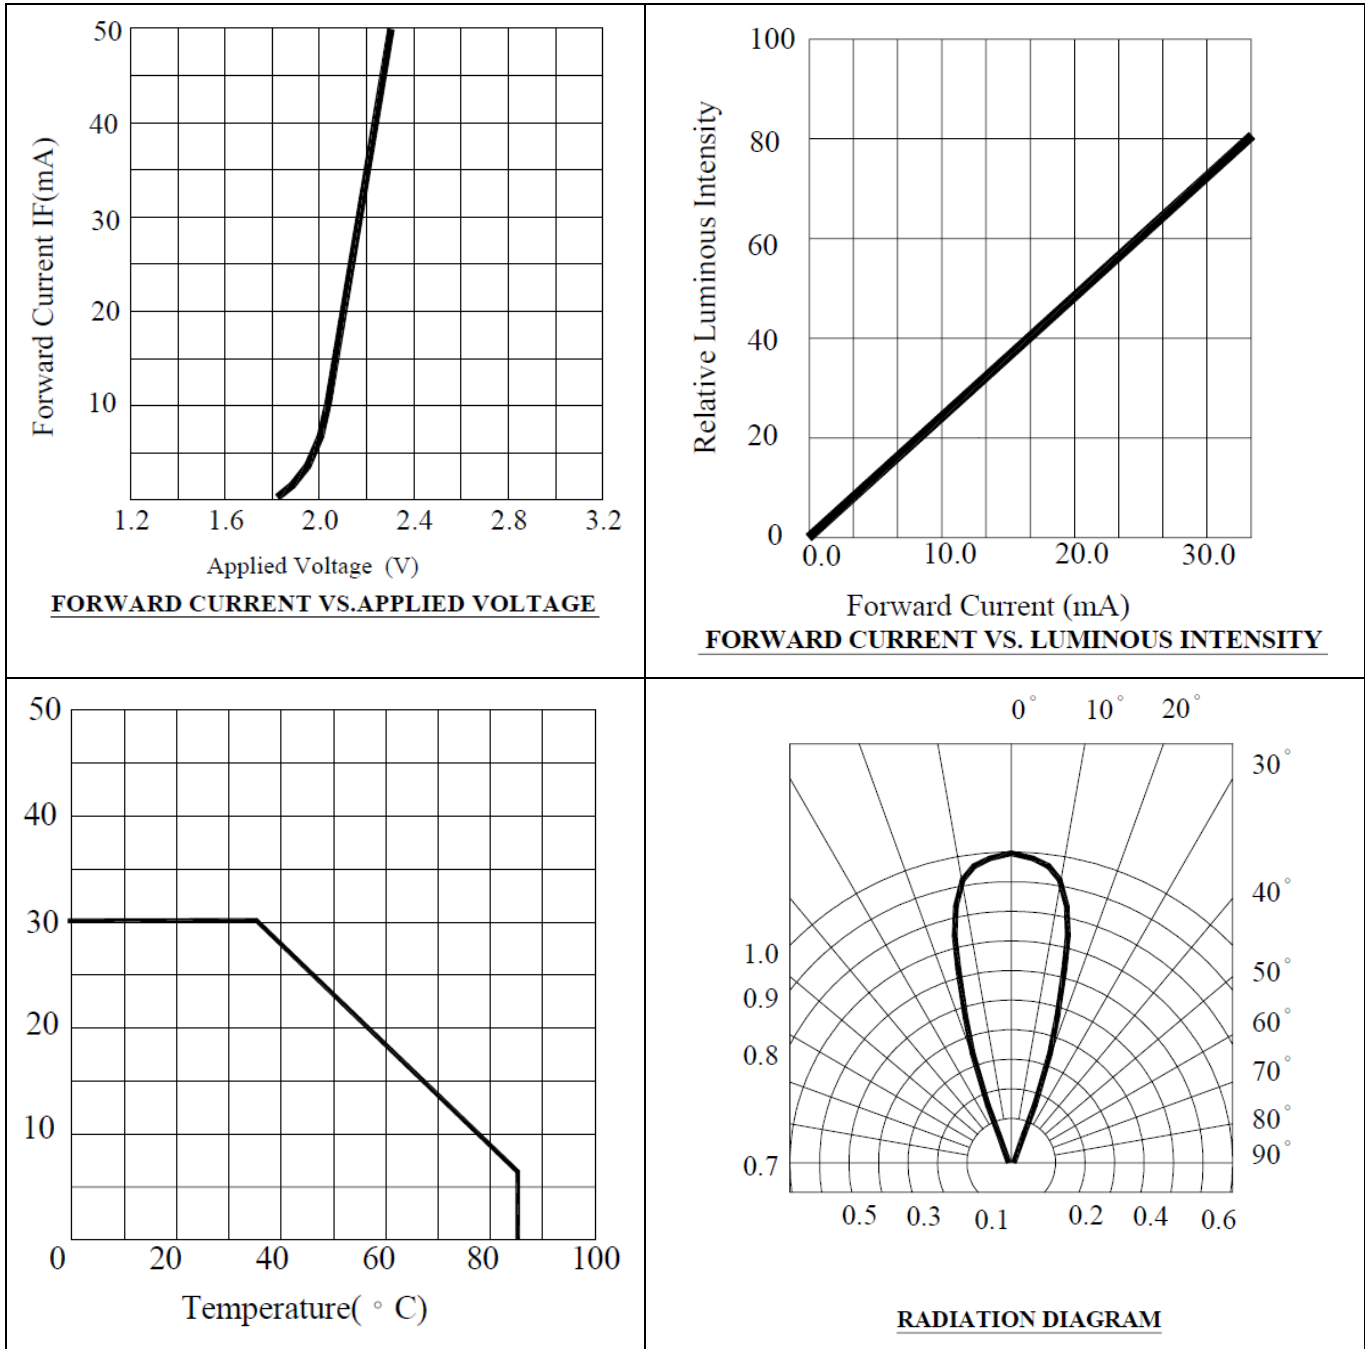 50
40
30
20
10
Forward Current IF(mA)
1.2 1.6 2.0 2.4 2.8 3.2
Applied Voltage (V)
FORWARD CURRENT VS.APPLIED VOLTAGE
100
80
60
40
20
0
Relative Luminous Intensity
0.0 10.0 20.0 30.0
Forward Current (mA)
FORWARD CURRENT VS. LUMINOUS INTENSITY
50
40
30
20
10
0 20 40 60 80 100
Temperature( ° C)
0° 10° 20°
30°
40°
50°
60°
70°
80°
90°
1.0
0.9
0.8
0.7
0.5 0.3 0.1 0.2 0.4 0.6
RADIATION DIAGRAM